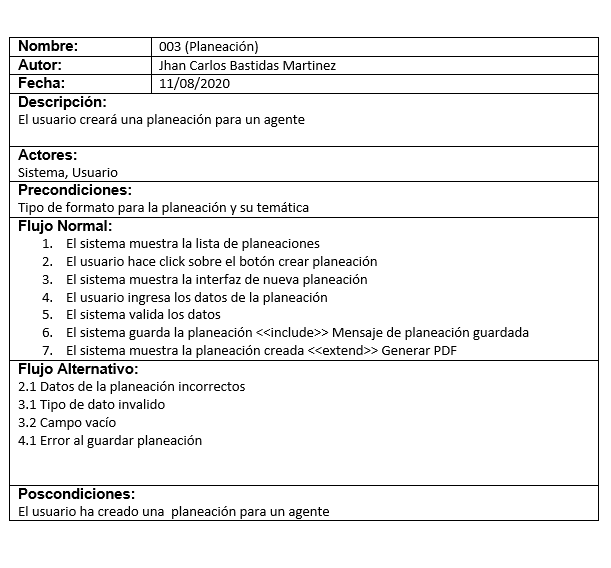 Nombre: 003 (Planeación)
Autor: Jhan Carlos Bastidas Martinez
Fecha: 11/08/2020
Descripción:
El usuario creará una planeación para un agente
Actores:
Sistema, Usuario
Precondiciones:
Tipo de formato para la planeación y su temática
Flujo Normal:
1. El sistema muestra la lista de planeaciones
2. El usuario hace click sobre el botón crear planeación
3. El sistema muestra la interfaz de nueva planeación
4. El usuario ingresa los datos de la planeación
5. El sistema valida los datos
6. El sistema guarda la planeación <<include>> Mensaje de planeación guardada
7. El sistema muestra la planeación creada <<extend>> Generar PDF
Flujo Alternativo:
2.1 Datos de la planeación incorrectos
3.1 Tipo de dato invalido
3.2 Campo vacío
4.1 Error al guardar planeación
Poscondiciones:
El usuario ha creado una  planeación para un agente